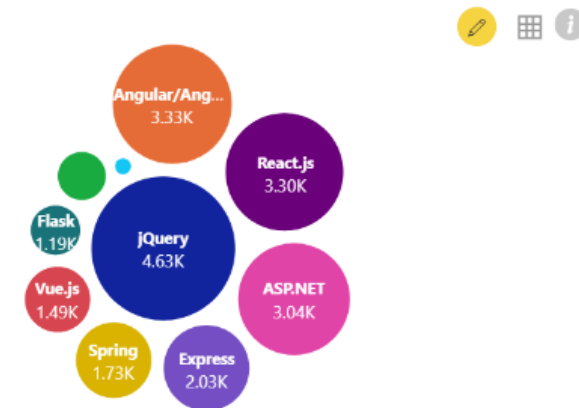 Angular/Ang...
3.33K
React.js
3.30K
Flask
1.19K
jQuery
4.63K
Vue.js
1.49K
ASP.NET
3.04K
Spring
1.73K
Express
2.03K
i